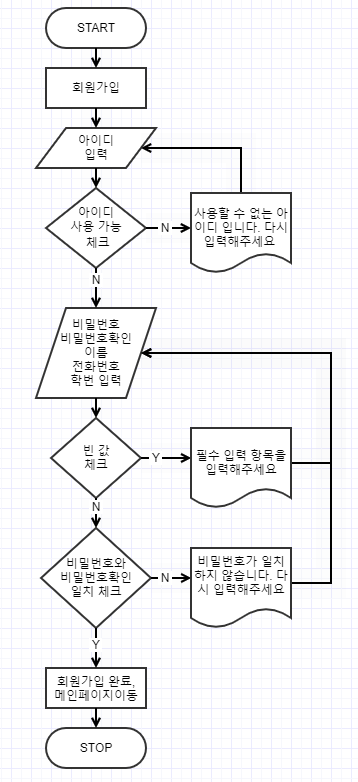 START
회원가입
아이디
입력
아이디
사용 가능
체크
N
사용할 수 없는 아
이디 입니다. 다시
입력해주세요
N
비밀번호
비밀번호확인
이름
전화번호
학번 입력
빈 값
체크
Y
필수 입력 항목을
입력해주세요
N
비밀번호와
비밀번호확인
일치 체크
N
비밀번호가 일치
하지 않습니다. 다
시 입력해주세요
Y
회원가입 완료,
메인페이지이동
STOP